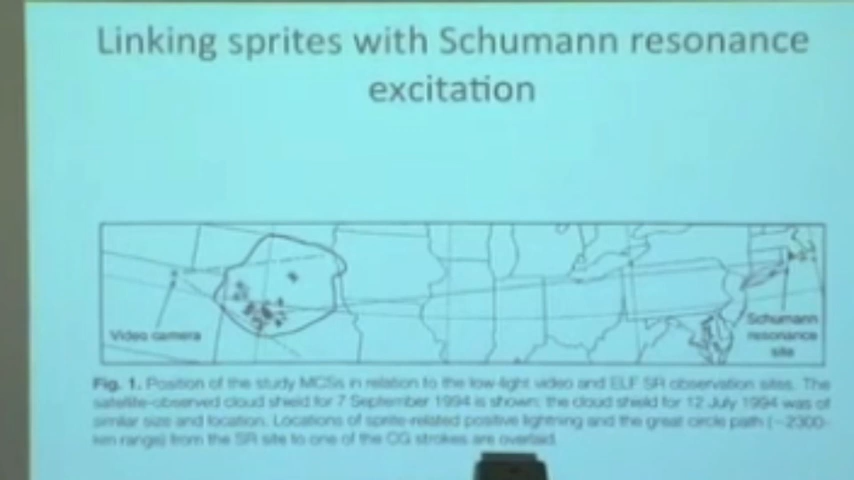 Linking sprites with Schumann resonance
excitation
Video camera
Schumann
resonance
site
Fig. 1. Position of the study MCSs in relation to the low-light video and ELF SR observation sites. The
satellite-observed cloud shield for 7 September 1994 is shown; the cloud shield for 12 July 1994 was of
similar size and location. Locations of sprite-related positive lightning and the great circle path (~2300-
km range) from the SR site to one of the CG strokes are overlaid.